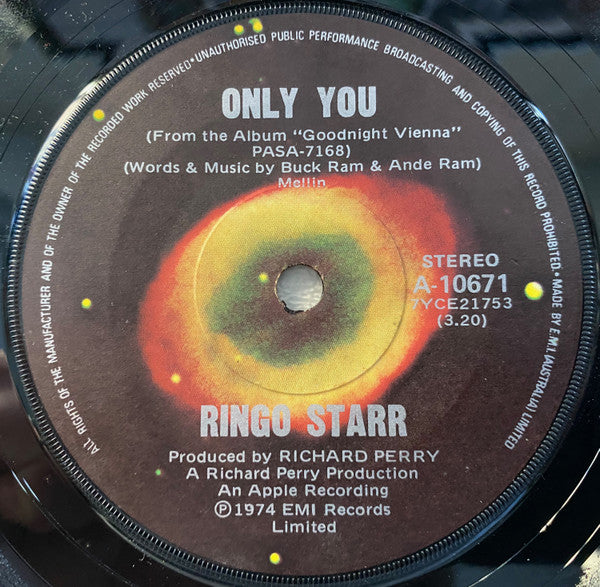 ALL RIGHTS OF THE MANUFACTURER AND OF THE OWNER OF THE RECORDED WORK RESERVED•UNAUTHORISED PUBLIC PERFORMANCE BROADCASTING AND COPYING OF THIS RECORD PROHIBITED•MADE BY E.M.I. (AUSTRALIA) LIMITED
ONLY YOU
(From the Album "Goodnight Vienna"
PASA-7168)
(Words & Music by Buck Ram & Ande Ram)
Mellin
STEREO
A-10671
7YCE21753
(3.20)
RINGO STARR
Produced by RICHARD PERRY
A Richard Perry Production
An Apple Recording
Ⓟ1974 EMI Records
Limited